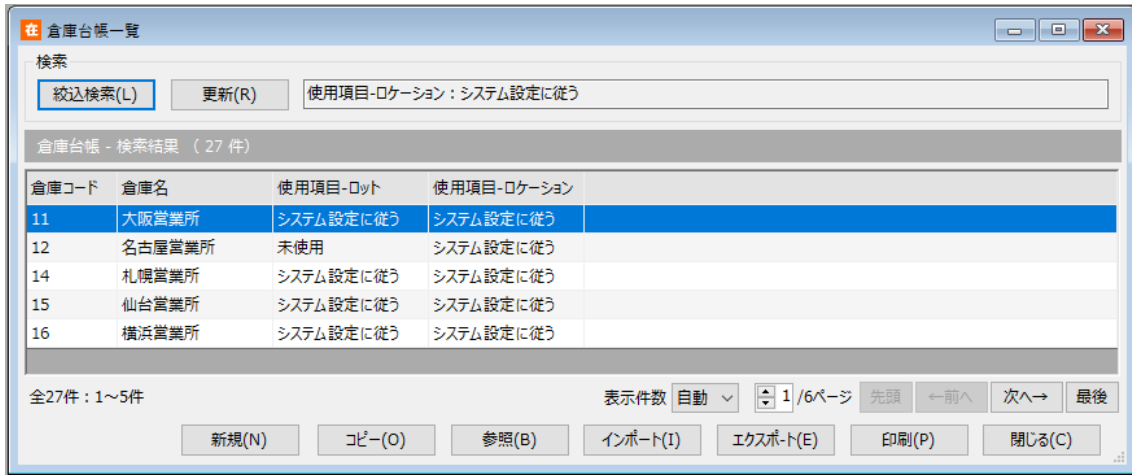 在 倉庫台帳一覧
検索
絞込検索(L) 更新(R) 使用項目-ロケーション：システム設定に従う
倉庫台帳 - 検索結果 （ 27 件）
倉庫コード 倉庫名 使用項目-ロット 使用項目-ロケーション
11 大阪営業所 システム設定に従う システム設定に従う
12 名古屋営業所 未使用 システム設定に従う
14 札幌営業所 システム設定に従う システム設定に従う
15 仙台営業所 システム設定に従う システム設定に従う
16 横浜営業所 システム設定に従う システム設定に従う
全27件：1～5件 表示件数 自動 1 /6ページ 先頭 ←前へ 次へ→ 最後
新規(N) コピー(O) 参照(B) インポート(I) エクスポート(E) 印刷(P) 閉じる(C)